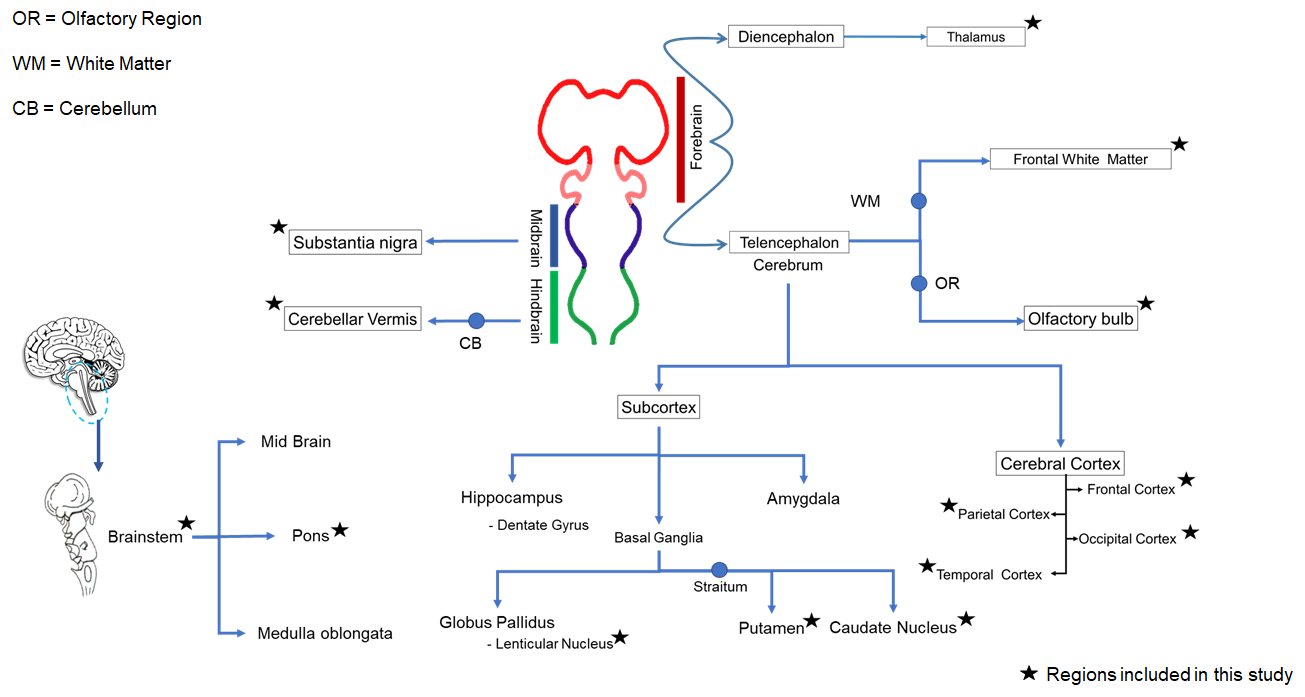 OR = Olfactory Region
WM = White Matter
CB = Cerebellum
Diencephalon
Thalamus
Forebrain
Frontal White Matter
WM
Telencephalon
Cerebrum
OR
Olfactory bulb
Midbrain
Substantia nigra
Hindbrain
Cerebellar Vermis
CB
Subcortex
Cerebral Cortex
Frontal Cortex
Parietal Cortex
Occipital Cortex
Temporal Cortex
Mid Brain
Brainstem
Pons
Medulla oblongata
Hippocampus
- Dentate Gyrus
Amygdala
Basal Ganglia
Straitum
Globus Pallidus
- Lenticular Nucleus
Putamen
Caudate Nucleus
★ Regions included in this study